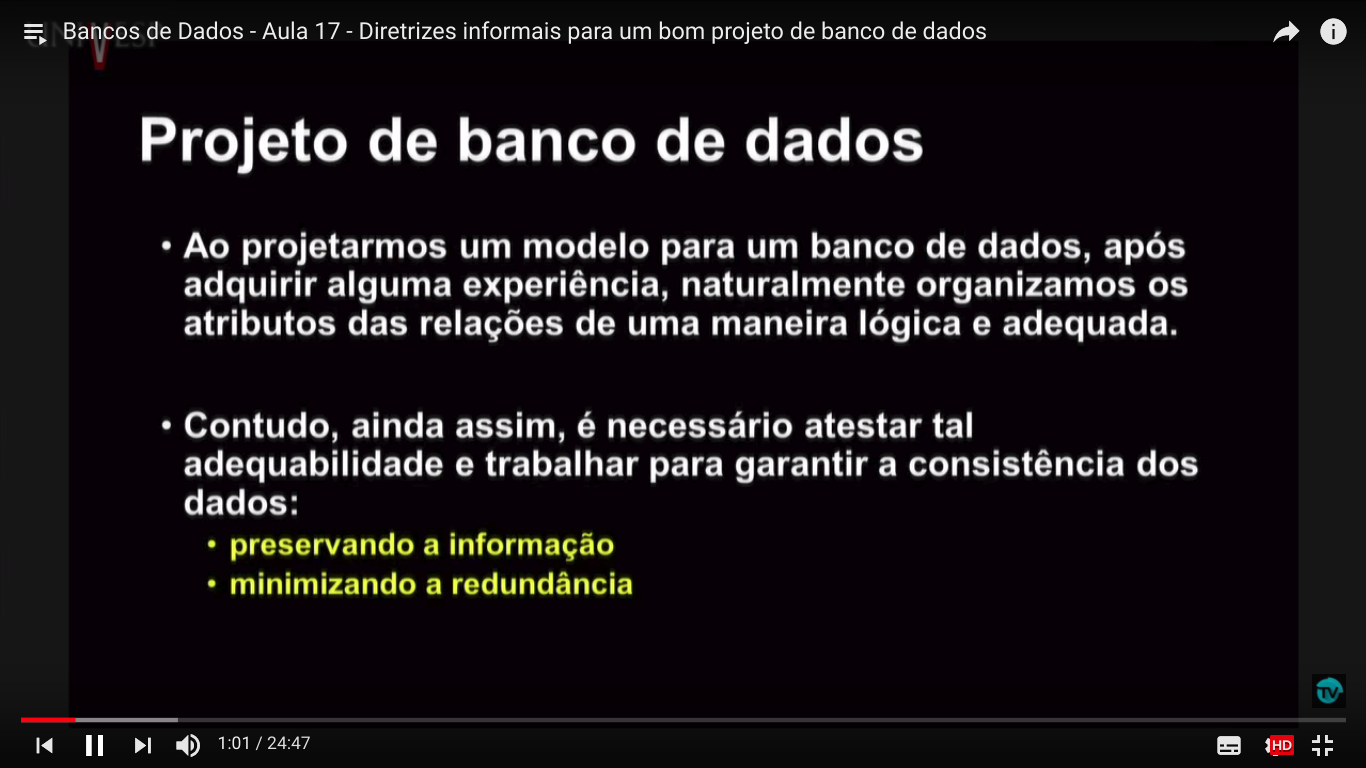 Bancos de Dados - Aula 17 - Diretrizes informais para um bom projeto de banco de dados
Projeto de banco de dados
• Ao projetarmos um modelo para um banco de dados, após
adquirir alguma experiência, naturalmente organizamos os
atributos das relações de uma maneira lógica e adequada.
• Contudo, ainda assim, é necessário atestar tal
adequabilidade e trabalhar para garantir a consistência dos
dados:
• preservando a informação
• minimizando a redundância
TV
1:01 / 24:47
HD